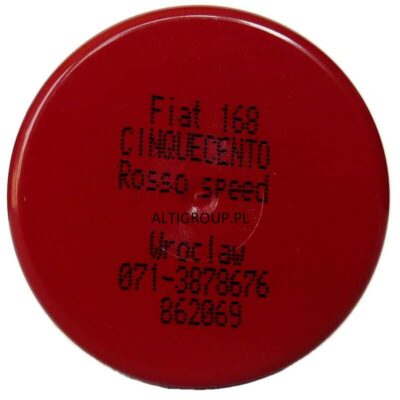 Fiat 168
CINQUECENTO
Rosso speed
ALTIGROUP.PL
Wroclaw
071-3878676
862069